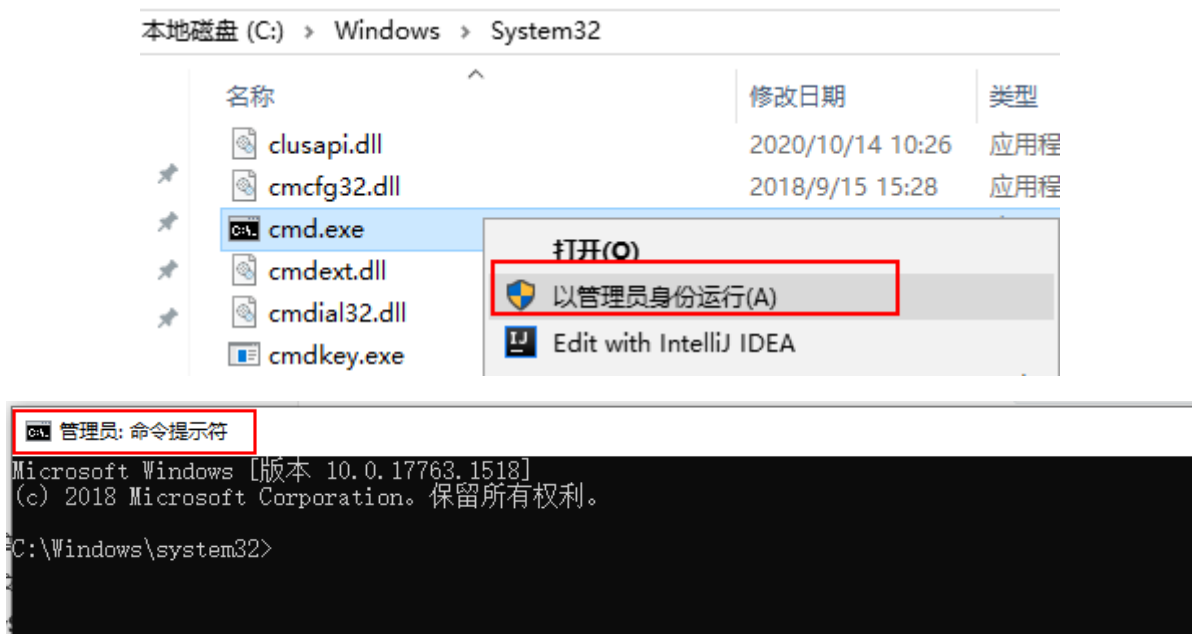 本地磁盘 (C:) > Windows > System32
名称 修改日期 类型
clusapi.dll 2020/10/14 10:26 应用程
cmcfg32.dll 2018/9/15 15:28 应用程
cmd.exe
打开(O)
cmdext.dll
以管理员身份运行(A)
cmdial32.dll
Edit with IntelliJ IDEA
cmdkey.exe
管理员: 命令提示符
Microsoft Windows [版本 10.0.17763.1518]
(c) 2018 Microsoft Corporation。保留所有权利。
C:\Windows\system32>